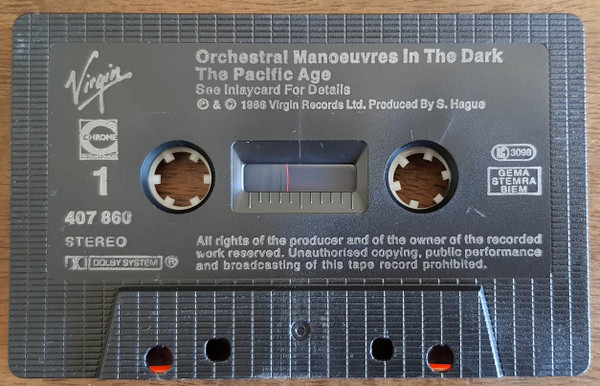 Virgin
Orchestral Manoeuvres In The Dark
The Pacific Age
See Inlaycard For Details
℗ & © 1986 Virgin Records Ltd. Produced By S. Hague
CHROME
1
407 860
STEREO
DOLBY SYSTEM ®
LC 3098
GEMA
STEMRA
BIEM
All rights of the producer and of the owner of the recorded
work reserved. Unauthorised copying, public performance
and broadcasting of this tape record prohibited.